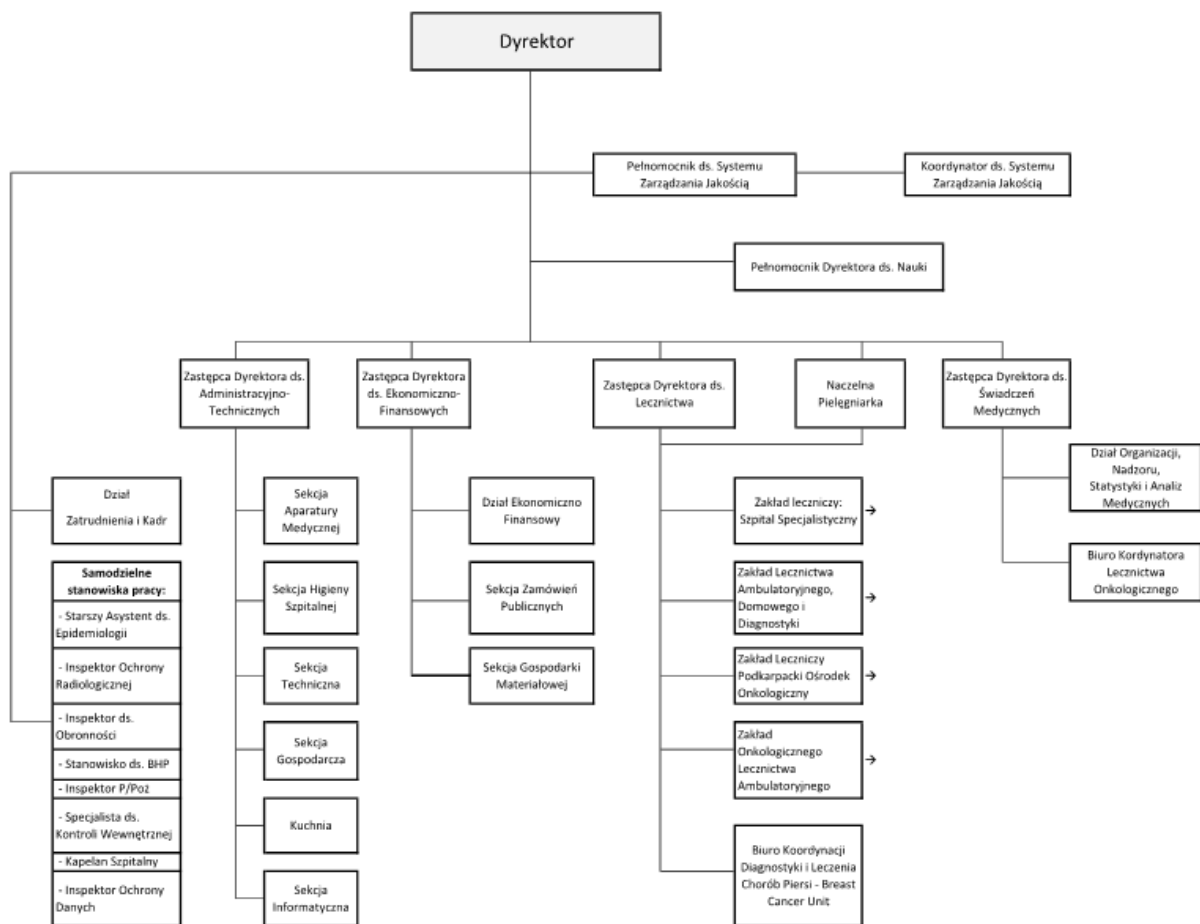 Dyrektor
Pełnomocnik ds. Systemu
Zarządzania Jakością
Koordynator ds. Systemu
Zarządzania Jakością
Pełnomocnik Dyrektora ds. Nauki
Zastępca Dyrektora ds.
Administracyjno-
Technicznych
Zastępca Dyrektora
ds. Ekonomiczno-
Finansowych
Zastępca Dyrektora ds.
Lecznictwa
Naczelna
Pielęgniarka
Zastępca Dyrektora ds.
Świadczeń
Medycznych
Dział
Zatrudnienia i Kadr
Samodzielne
stanowiska pracy:
- Starszy Asystent ds.
Epidemiologii
- Inspektor Ochrony
Radiologicznej
- Inspektor ds.
Obronności
- Stanowisko ds. BHP
- Inspektor P/Poż
- Specjalista ds.
Kontroli Wewnętrznej
- Kapelan Szpitalny
- Inspektor Ochrony
Danych
Sekcja
Aparatury
Medycznej
Sekcja Higieny
Szpitalnej
Sekcja
Techniczna
Sekcja
Gospodarcza
Kuchnia
Sekcja
Informatyczna
Dział Ekonomiczno
Finansowy
Sekcja Zamówień
Publicznych
Sekcja Gospodarki
Materiałowej
Zakład leczniczy:
Szpital Specjalistyczny →
Zakład Lecznictwa
Ambulatoryjnego,
Domowego i →
Diagnostyki
Zakład Leczniczy
Podkarpacki Ośrodek →
Onkologiczny
Zakład
Onkologicznego
Lecznictwa →
Ambulatoryjnego
Biuro Koordynacji
Diagnostyki i Leczenia
Chorób Piersi - Breast
Cancer Unit
Dział Organizacji,
Nadzoru,
Statystyki i Analiz
Medycznych
Biuro Kordynatora
Lecznictwa
Onkologicznego